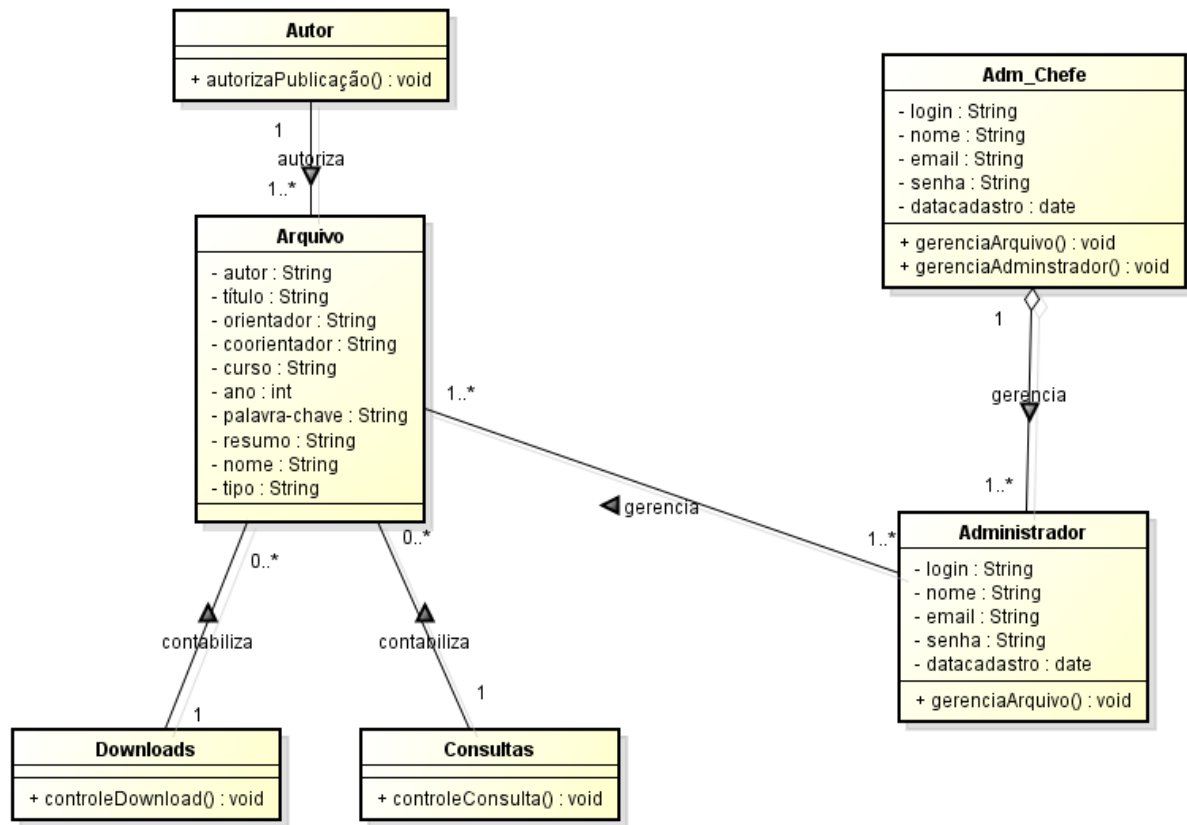 Autor
+ autorizaPublicação() : void
1
autoriza
1..*
Arquivo
- autor : String
- título : String
- orientador : String
- coorientador : String
- curso : String
- ano : int
- palavra-chave : String
- resumo : String
- nome : String
- tipo : String
Adm_Chefe
- login : String
- nome : String
- email : String
- senha : String
- datacadastro : date
+ gerenciaArquivo() : void
+ gerenciaAdminstrador() : void
1
gerencia
1..*
1..*
gerencia
1..*
Administrador
- login : String
- nome : String
- email : String
- senha : String
- datacadastro : date
+ gerenciaArquivo() : void
0..*
contabiliza
1
0..*
contabiliza
1
Downloads
+ controleDownload() : void
Consultas
+ controleConsulta() : void